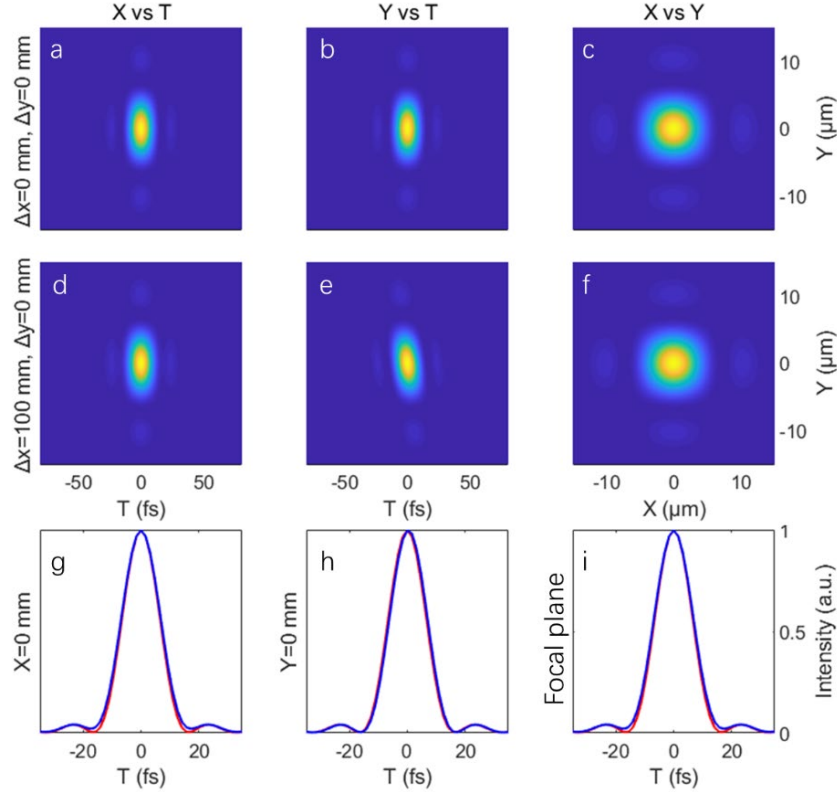 X vs T
Y vs T
X vs Y
Δx=0 mm, Δy=0 mm
a
b
c
10
0
-10
Y (μm)
Δx=100 mm, Δy=0 mm
d
e
f
10
0
-10
Y (μm)
-50 0 50
-50 0 50
-10 0 10
T (fs)
T (fs)
X (μm)
X=0 mm
g
Y=0 mm
h
Focal plane
i
1
0.5
0
Intensity (a.u.)
-20 0 20
-20 0 20
-20 0 20
T (fs)
T (fs)
T (fs)